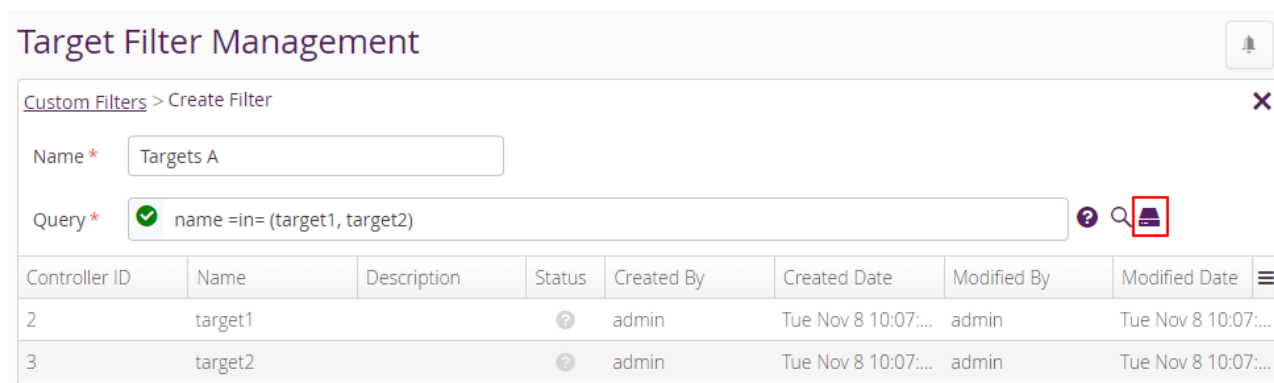 Target Filter Management
Custom Filters > Create Filter
Name *
Targets A
Query *
name =in= (target1, target2)
Controller ID Name Description Status Created By Created Date Modified By Modified Date
2 target1 admin Tue Nov 8 10:07:... admin Tue Nov 8 10:07:...
3 target2 admin Tue Nov 8 10:07:... admin Tue Nov 8 10:07:...